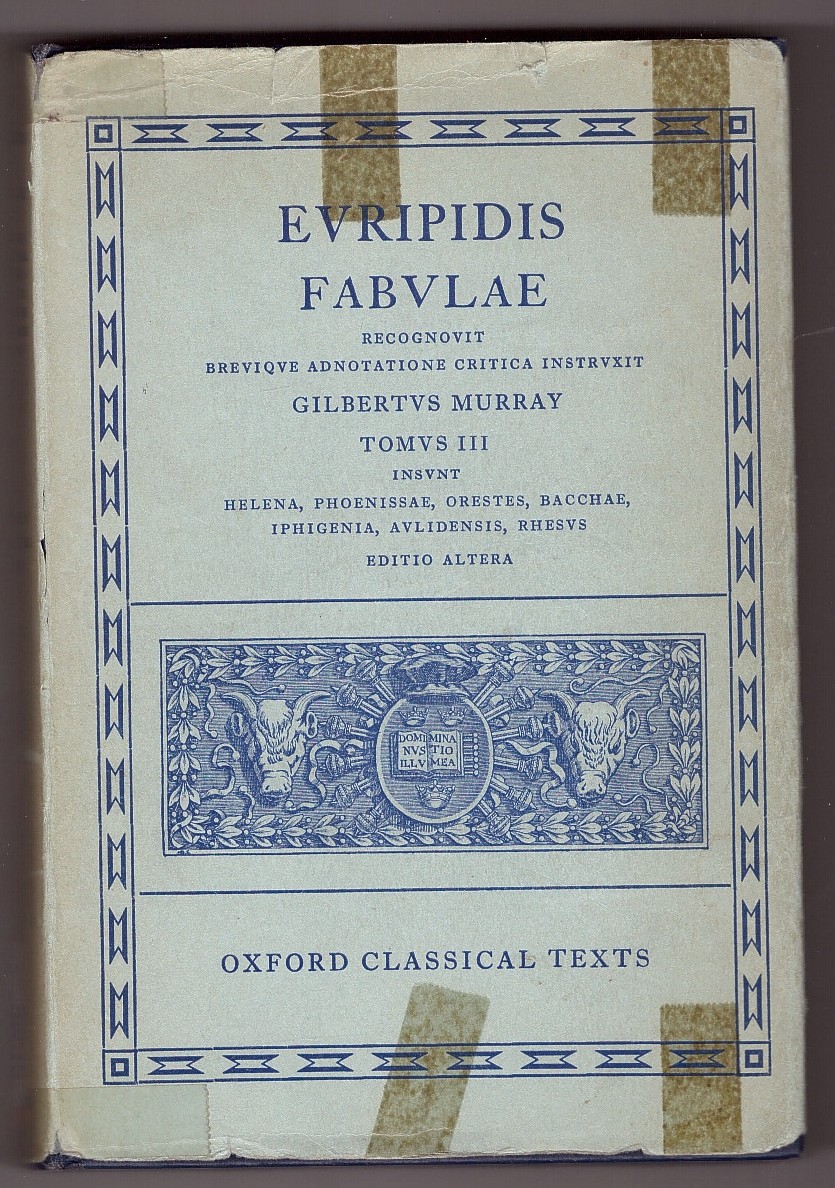 EVRIPIDIS
FABVLAE
RECOGNOVIT
BREVIQVE ADNOTATIONE CRITICA INSTRVXIT
GILBERTVS MURRAY
TOMVS III
INSVNT
HELENA, PHOENISSAE, ORESTES, BACCHAE,
IPHIGENIA, AVLIDENSIS, RHESVS
EDITIO ALTERA
DOMI MINA
NVS TIO
ILLV MEA
OXFORD CLASSICAL TEXTS